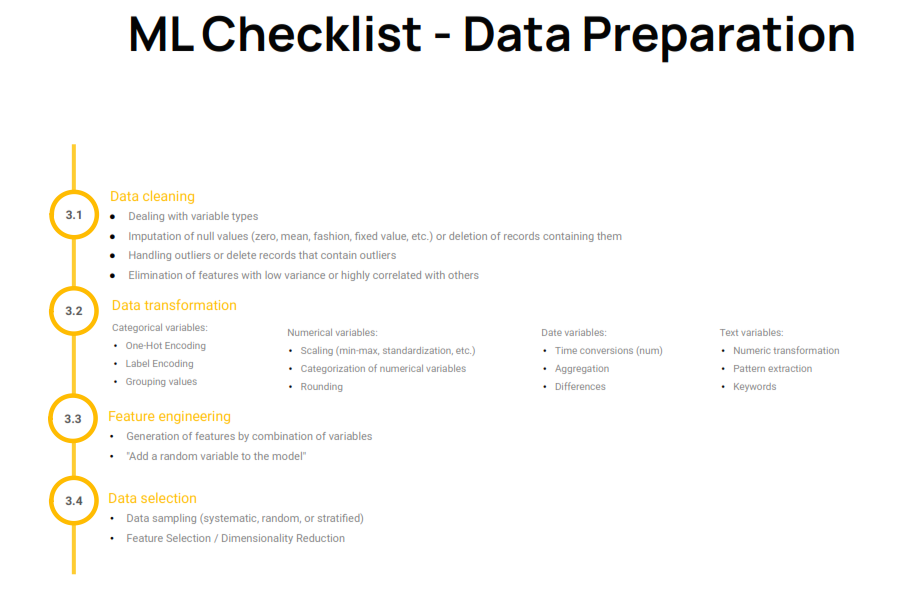 ML Checklist - Data Preparation
3.1
Data cleaning
• Dealing with variable types
• Imputation of null values (zero, mean, fashion, fixed value, etc.) or deletion of records containing them
• Handling outliers or delete records that contain outliers
• Elimination of features with low variance or highly correlated with others
3.2
Data transformation
Categorical variables:
• One-Hot Encoding
• Label Encoding
• Grouping values
Numerical variables:
• Scaling (min-max, standardization, etc.)
• Categorization of numerical variables
• Rounding
Date variables:
• Time conversions (num)
• Aggregation
• Differences
Text variables:
• Numeric transformation
• Pattern extraction
• Keywords
3.3
Feature engineering
• Generation of features by combination of variables
• "Add a random variable to the model"
3.4
Data selection
• Data sampling (systematic, random, or stratified)
• Feature Selection / Dimensionality Reduction